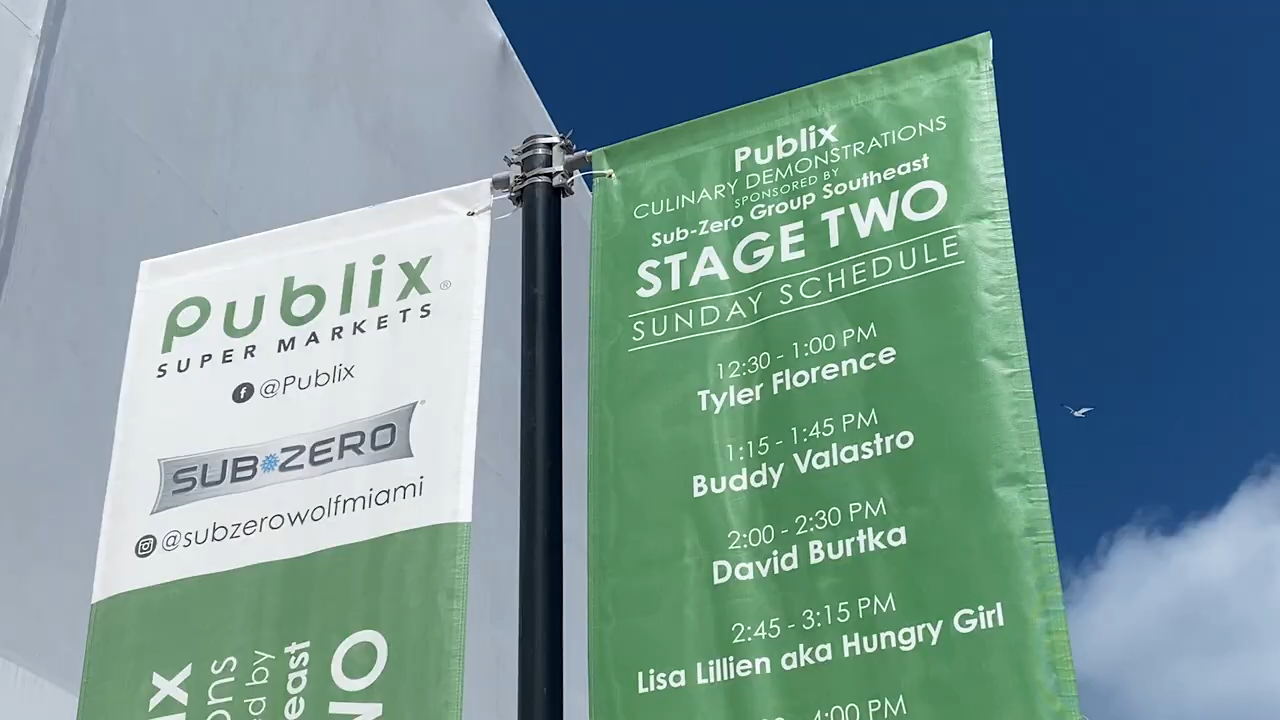 Publix®
SUPER MARKETS
@Publix
SUB ZERO
@subzerowolfmiami
Publix
CULINARY DEMONSTRATIONS
SPONSORED BY
Sub-Zero Group Southeast
STAGE TWO
SUNDAY SCHEDULE
12:30 - 1:00 PM
Tyler Florence
1:15 - 1:45 PM
Buddy Valastro
2:00 - 2:30 PM
David Burtka
2:45 - 3:15 PM
Lisa Lillien aka Hungry Girl
4:00 PM